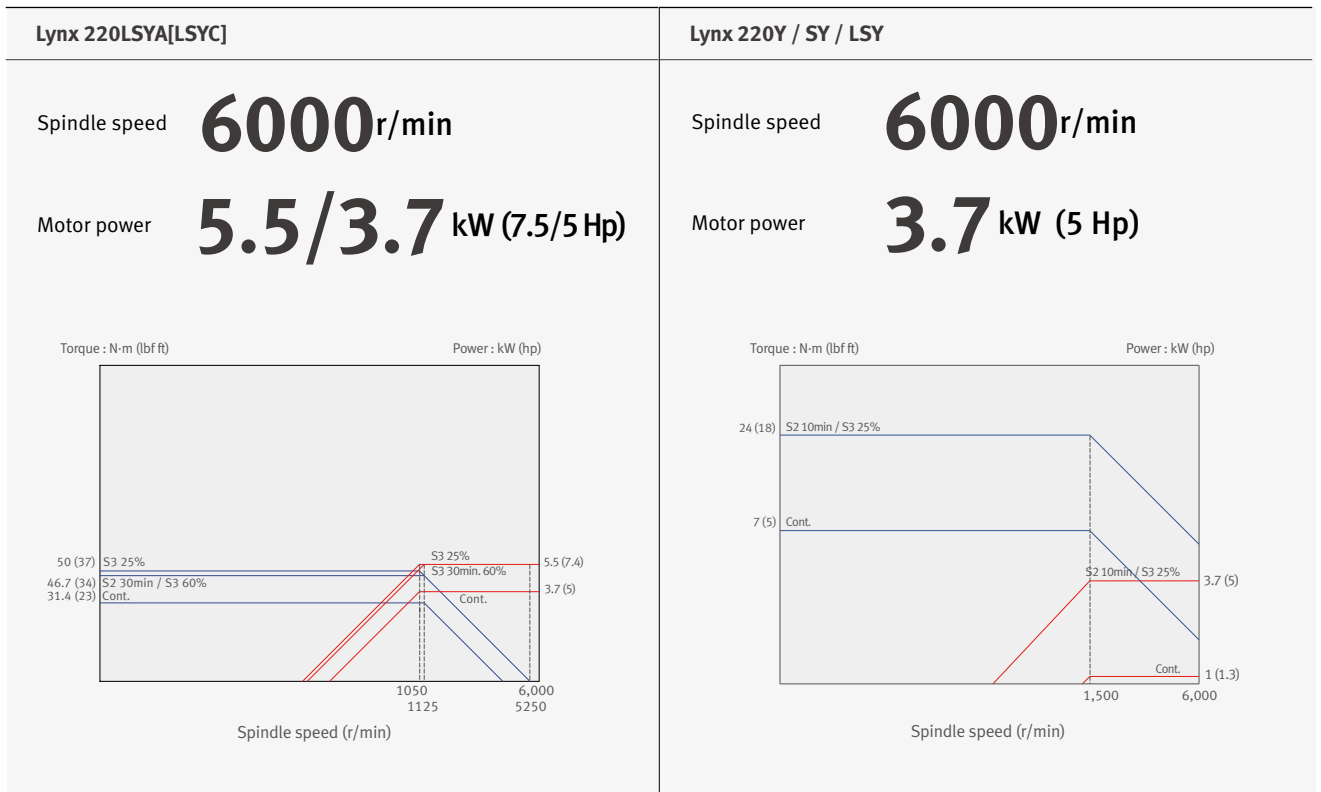 Lynx 220LSYA[LSYC]
Spindle speed 6000r/min
Motor power 5.5/3.7 kW (7.5/5 Hp)
Torque : N·m (lbf ft) Power : kW (hp)
50 (37) S3 25% S3 25% 5.5 (7.4)
46.7 (34) S2 30min / S3 60% S3 30min. 60%
31.4 (23) Cont. Cont. 3.7 (5)
1050 6,000
1125 5250
Spindle speed (r/min)
Lynx 220Y / SY / LSY
Spindle speed 6000r/min
Motor power 3.7 kW (5 Hp)
Torque : N·m (lbf ft) Power : kW (hp)
24 (18) S2 10min / S3 25%
7 (5) Cont.
S2 10min / S3 25% 3.7 (5)
Cont. 1 (1.3)
1,500 6,000
Spindle speed (r/min)